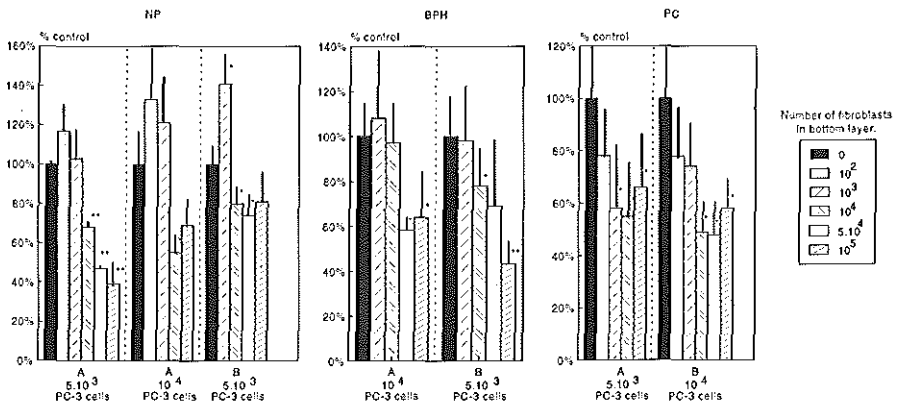 NP
% control
160%
140%
120%
100%
80%
60%
40%
20%
0%
A
5.10³
PC-3 cells
A
10⁴
PC-3 cells
B
5.10³
PC-3 cells
BPH
% control
140%
120%
100%
80%
60%
40%
20%
0%
A
10⁴
PC-3 cells
B
5.10³
PC-3 cells
PC
% control
120%
100%
80%
60%
40%
20%
0%
A
5.10³
PC-3 cells
B
10⁴
PC-3 cells
Number of fibroblasts
in bottom layer.
0
10²
10³
10⁴
5.10⁴
10⁵